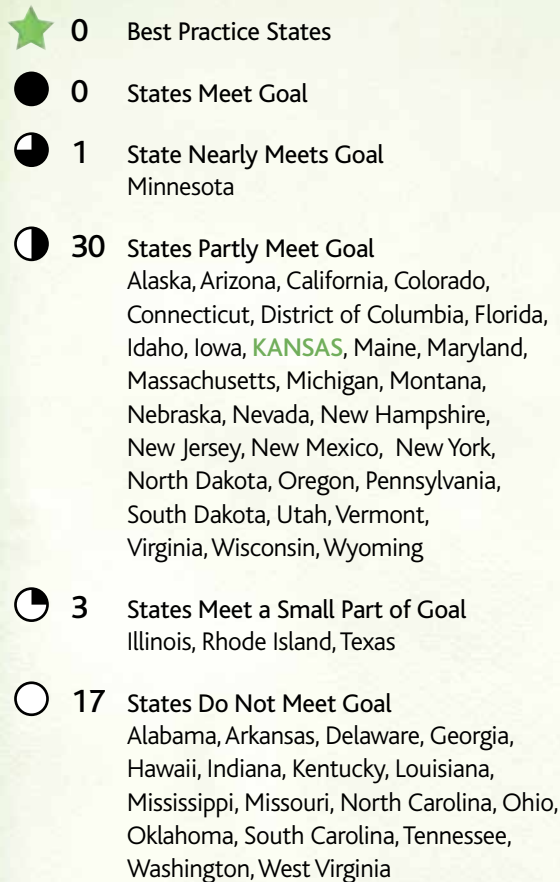 0 Best Practice States
0 States Meet Goal
1 State Nearly Meets Goal
Minnesota
30 States Partly Meet Goal
Alaska, Arizona, California, Colorado,
Connecticut, District of Columbia, Florida,
Idaho, Iowa, KANSAS, Maine, Maryland,
Massachusetts, Michigan, Montana,
Nebraska, Nevada, New Hampshire,
New Jersey, New Mexico, New York,
North Dakota, Oregon, Pennsylvania,
South Dakota, Utah, Vermont,
Virginia, Wisconsin, Wyoming
3 States Meet a Small Part of Goal
Illinois, Rhode Island, Texas
17 States Do Not Meet Goal
Alabama, Arkansas, Delaware, Georgia,
Hawaii, Indiana, Kentucky, Louisiana,
Mississippi, Missouri, North Carolina, Ohio,
Oklahoma, South Carolina, Tennessee,
Washington, West Virginia